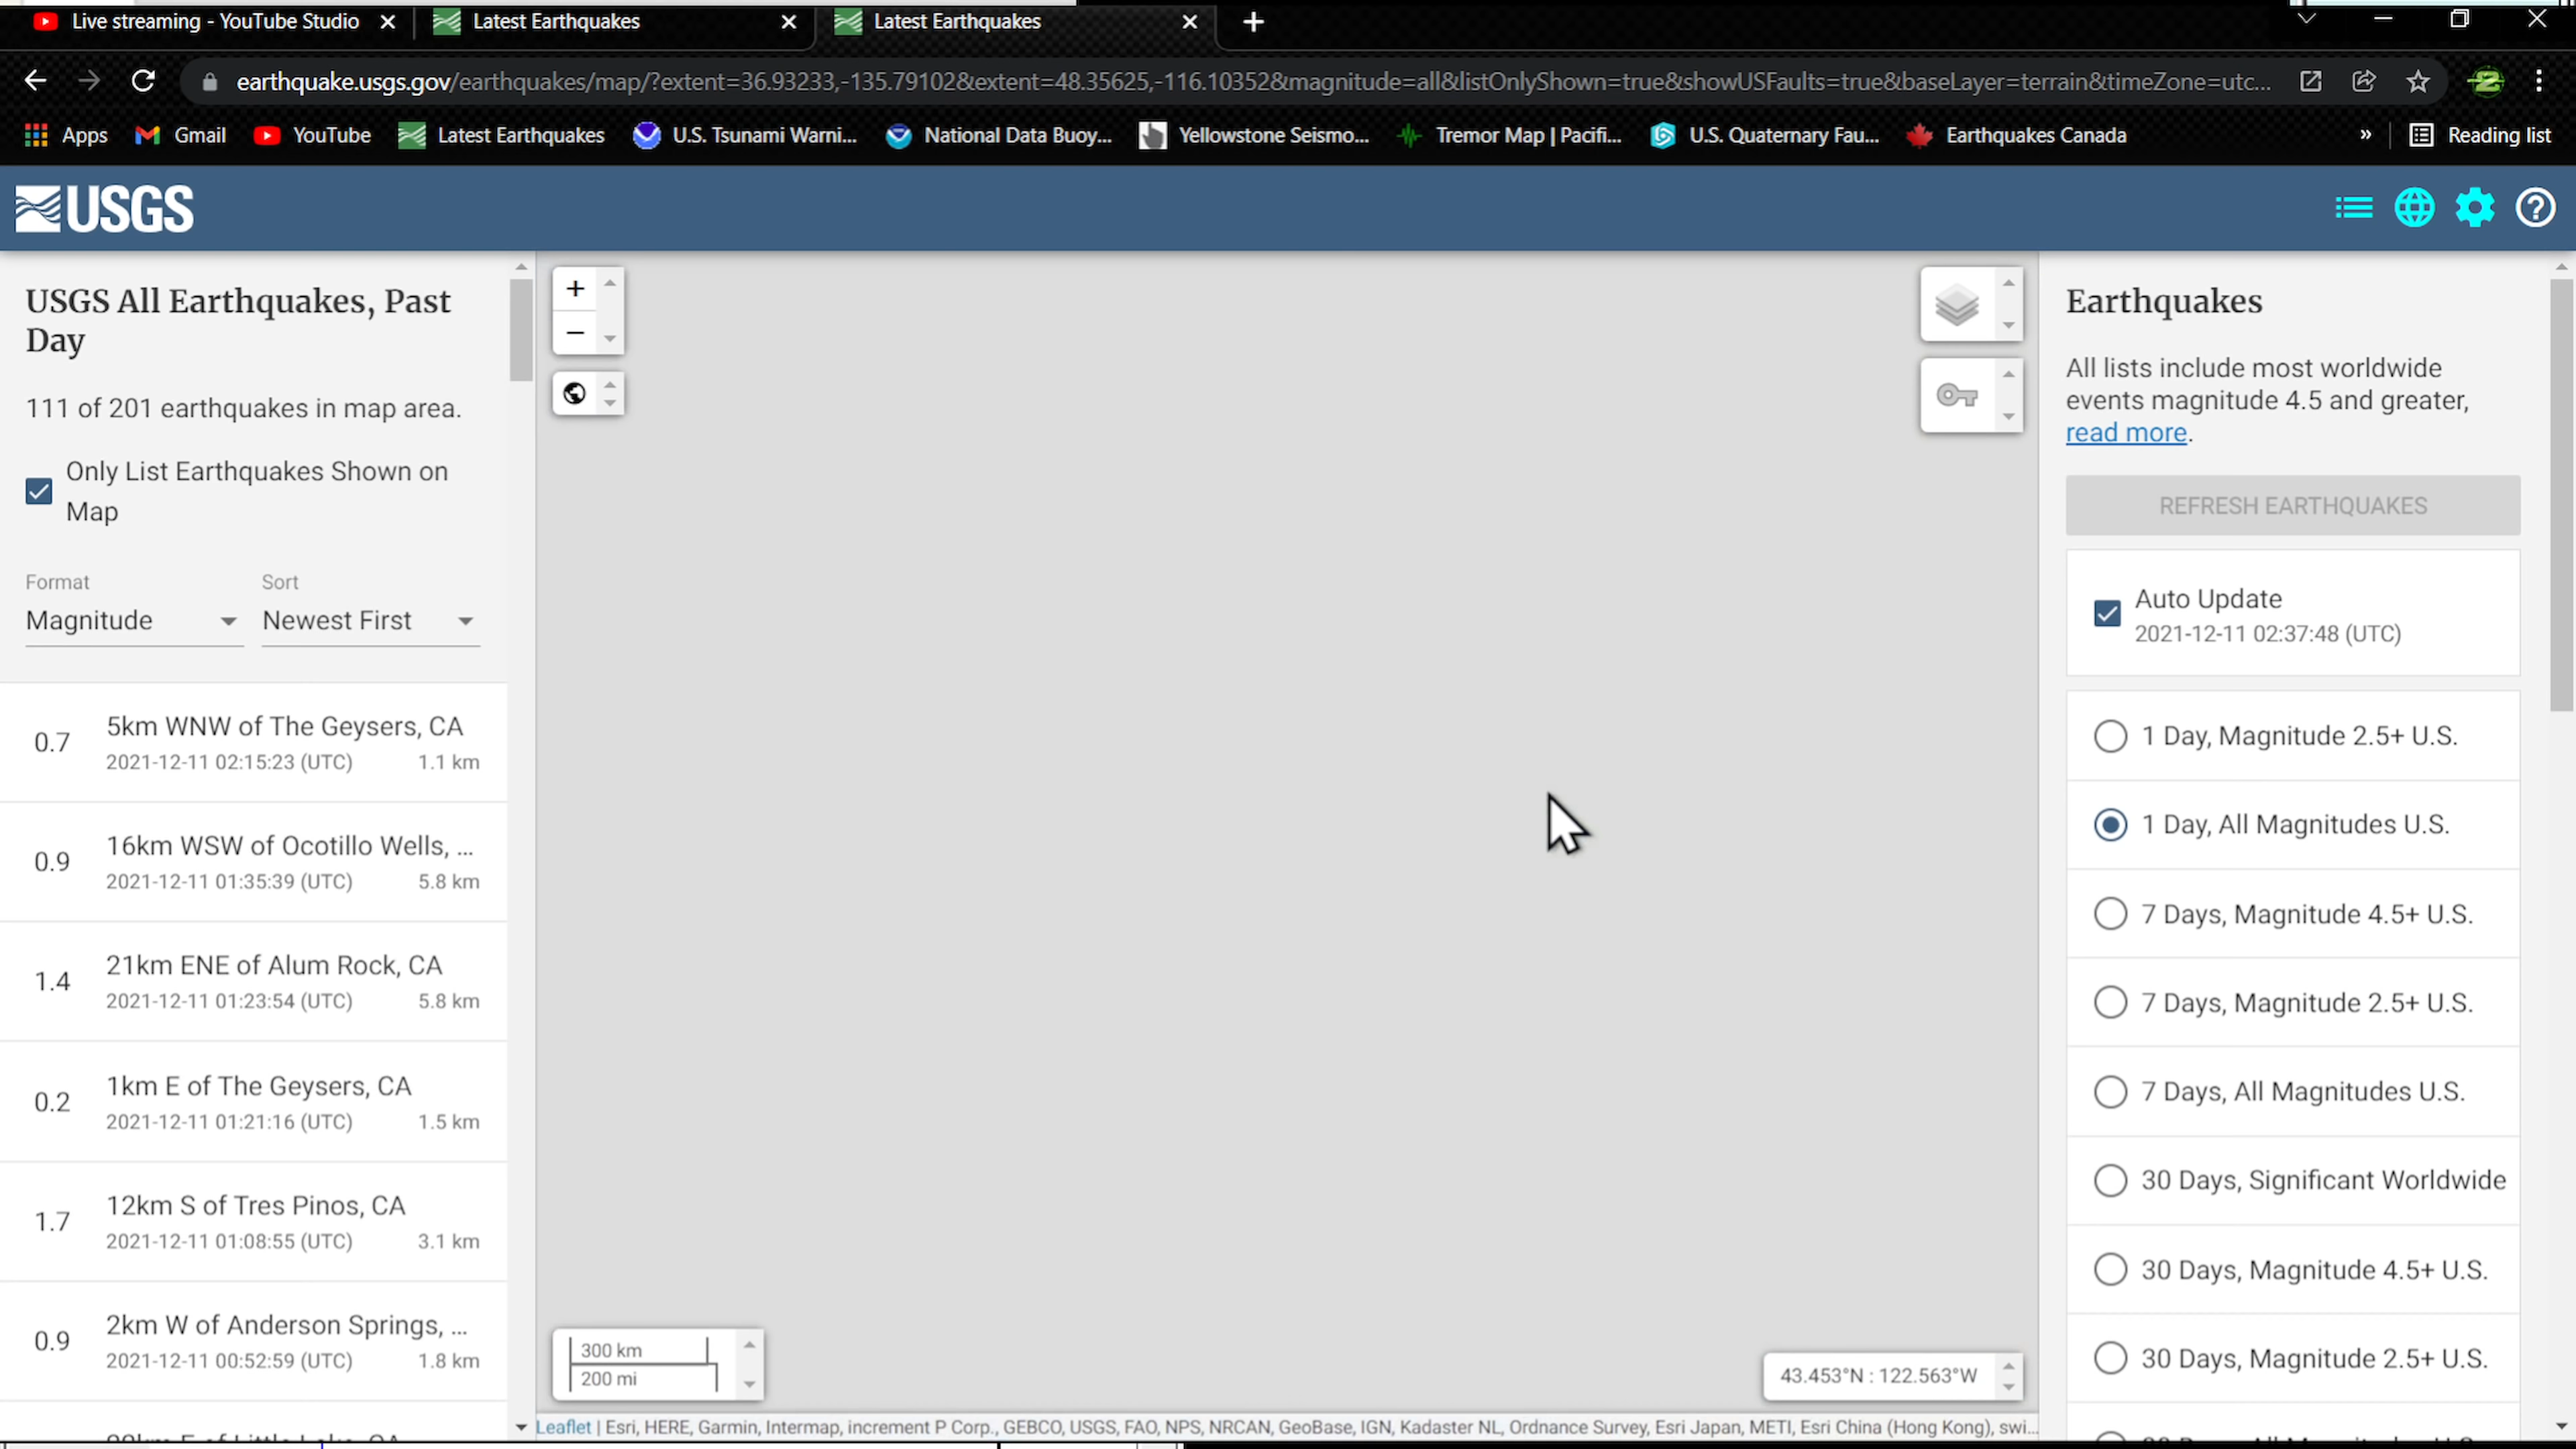 Live streaming - YouTube Studio
Latest Earthquakes
Latest Earthquakes
earthquake.usgs.gov/earthquakes/map/?extent=36.93233,-135.79102&extent=48.35625,-116.10352&magnitude=all&listOnlyShown=true&showUSFaults=true&baseLayer=terrain&timeZone=utc...
Apps Gmail YouTube Latest Earthquakes U.S. Tsunami Warni... National Data Buoy... Yellowstone Seismo... Tremor Map | Pacifi... U.S. Quaternary Fau... Earthquakes Canada » Reading list
USGS
USGS All Earthquakes, Past
Day
111 of 201 earthquakes in map area.
Only List Earthquakes Shown on
Map
Format Sort
Magnitude Newest First
0.7 5km WNW of The Geysers, CA
2021-12-11 02:15:23 (UTC) 1.1 km
0.9 16km WSW of Ocotillo Wells, ...
2021-12-11 01:35:39 (UTC) 5.8 km
1.4 21km ENE of Alum Rock, CA
2021-12-11 01:23:54 (UTC) 5.8 km
0.2 1km E of The Geysers, CA
2021-12-11 01:21:16 (UTC) 1.5 km
1.7 12km S of Tres Pinos, CA
2021-12-11 01:08:55 (UTC) 3.1 km
0.9 2km W of Anderson Springs, ...
2021-12-11 00:52:59 (UTC) 1.8 km
+
−
300 km
200 mi
43.453°N : 122.563°W
Leaflet | Esri, HERE, Garmin, Intermap, increment P Corp., GEBCO, USGS, FAO, NPS, NRCAN, GeoBase, IGN, Kadaster NL, Ordnance Survey, Esri Japan, METI, Esri China (Hong Kong), swi...
Earthquakes
All lists include most worldwide
events magnitude 4.5 and greater,
read more.
REFRESH EARTHQUAKES
Auto Update
2021-12-11 02:37:48 (UTC)
1 Day, Magnitude 2.5+ U.S.
1 Day, All Magnitudes U.S.
7 Days, Magnitude 4.5+ U.S.
7 Days, Magnitude 2.5+ U.S.
7 Days, All Magnitudes U.S.
30 Days, Significant Worldwide
30 Days, Magnitude 4.5+ U.S.
30 Days, Magnitude 2.5+ U.S.